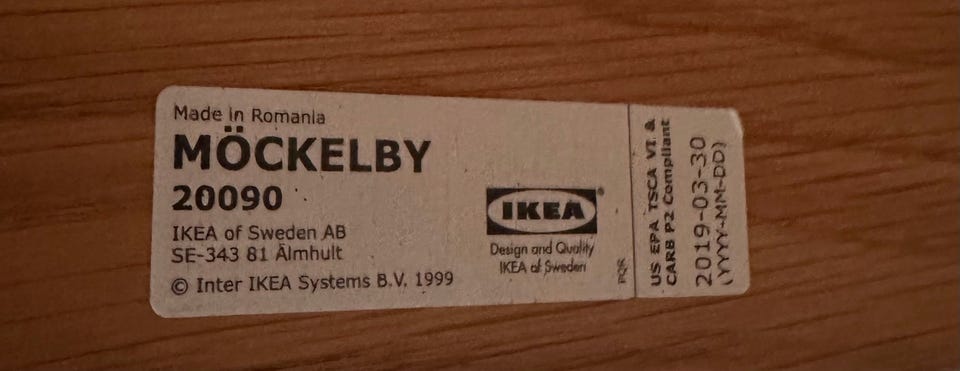 Made in Romania
MÖCKELBY
20090
IKEA of Sweden AB
SE-343 81 Älmhult
© Inter IKEA Systems B.V. 1999
IKEA®
Design and Quality
IKEA of Sweden
PQR
US EPA TSCA VI &
CARB P2 Compliant
2019-03-30
(YYYY-MM-DD)